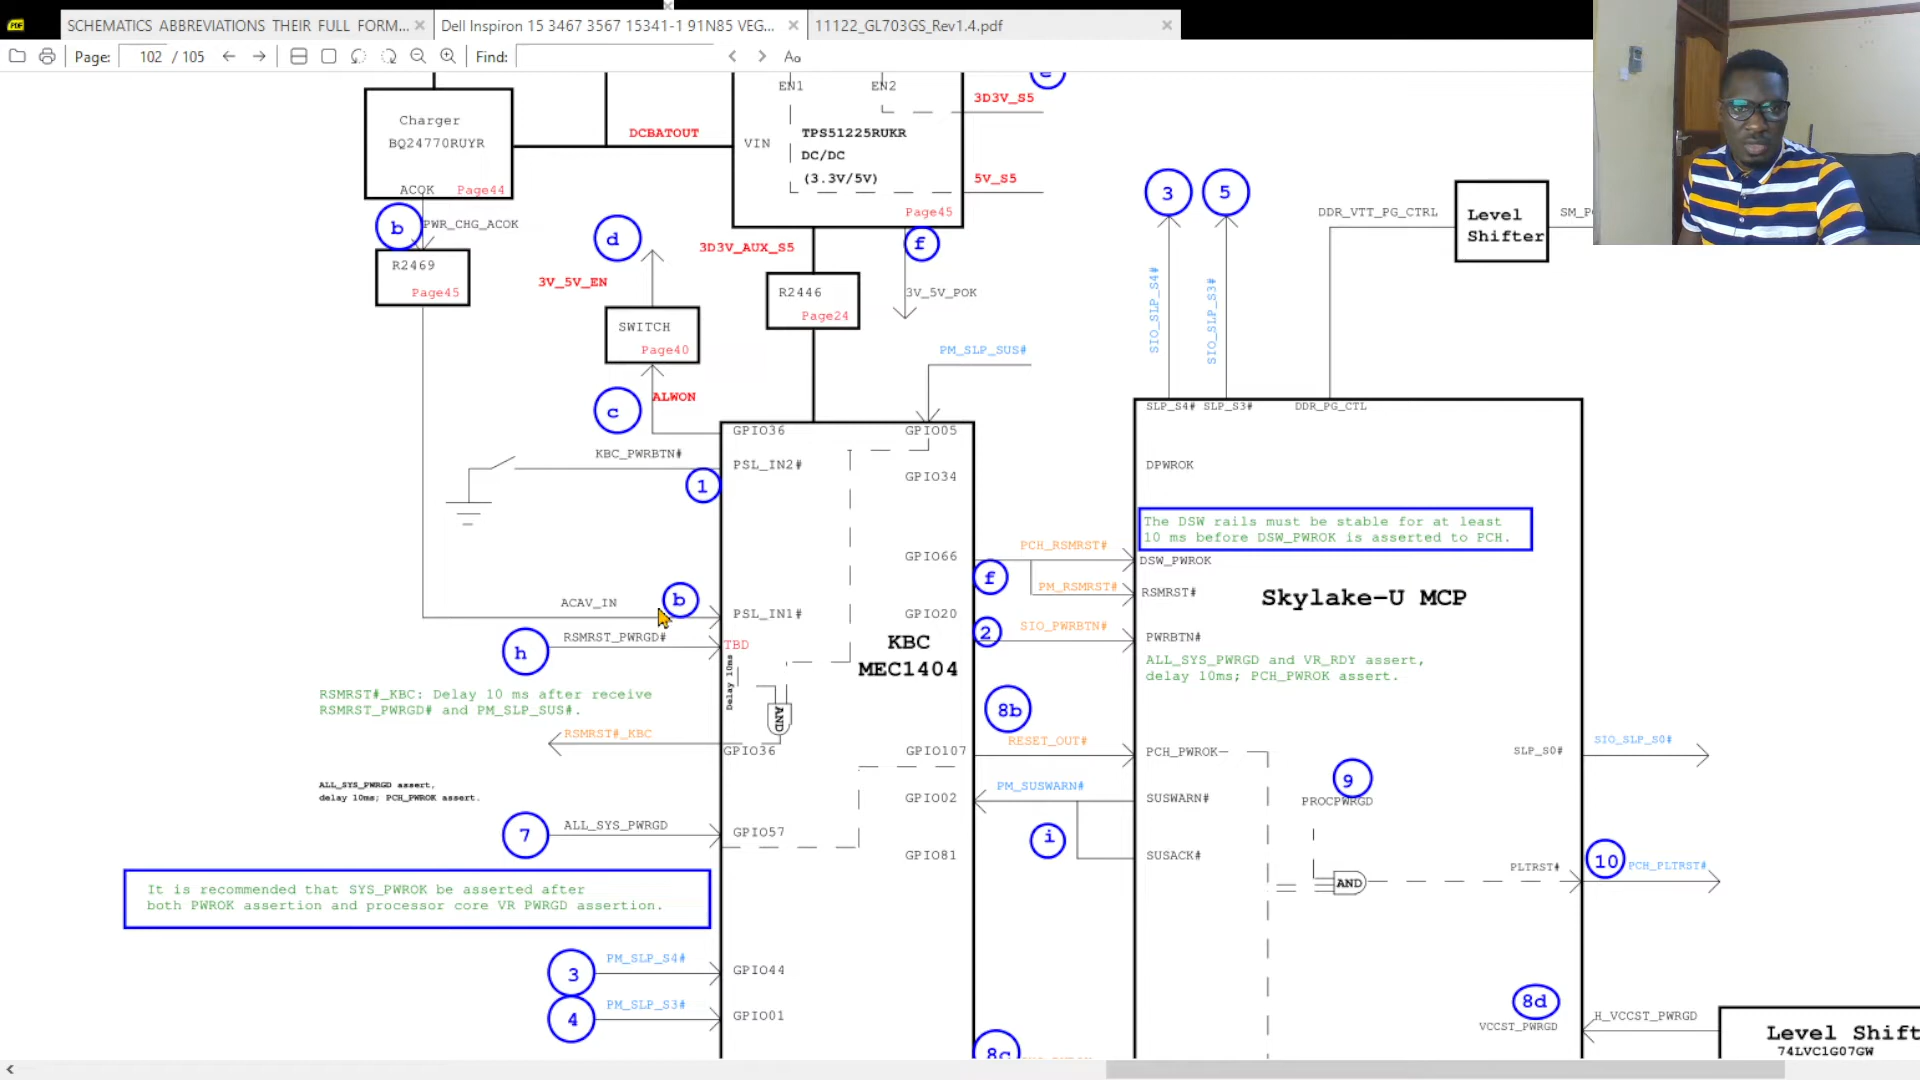 SCHEMATICS ABBREVIATIONS THEIR FULL FORM...
Dell Inspiron 15 3467 3567 15341-1 91N85 VEG...
11122_GL703GS_Rev1.4.pdf
Page: 102 / 105
Find:
Charger
BQ24770RUYR
ACOK Page44
DCBATOUT
EN1 EN2
VIN
TPS51225RUKR
DC/DC
(3.3V/5V)
Page45
3D3V_S5
5V_S5
b
PWR_CHG_ACOK
R2469
Page45
d
3V_5V_EN
SWITCH
Page40
c
ALWON
3D3V_AUX_S5
R2446
Page24
f
3V_5V_POK
PM_SLP_SUS#
3
5
SIO_SLP_S4#
SIO_SLP_S3#
DDR_VTT_PG_CTRL
Level
Shifter
KBC_PWRBTN#
1
GPIO36
PSL_IN2#
GPIO05
GPIO34
GPIO66
GPIO20
ACAV_IN
b
PSL_IN1#
h
RSMRST_PWRGD#
TBD
Delay 10ms
AND
KBC
MEC1404
RSMRST#_KBC: Delay 10 ms after receive
RSMRST_PWRGD# and PM_SLP_SUS#.
RSMRST#_KBC
GPIO36
GPIO107
GPIO02
GPIO81
ALL_SYS_PWRGD assert,
delay 10ms; PCH_PWROK assert.
7
ALL_SYS_PWRGD
GPIO57
It is recommended that SYS_PWROK be asserted after
both PWROK assertion and processor core VR PWRGD assertion.
3
PM_SLP_S4#
GPIO44
4
PM_SLP_S3#
GPIO01
PCH_RSMRST#
f
PM_RSMRST#
2
SIO_PWRBTN#
8b
RESET_OUT#
PM_SUSWARN#
i
8c
SLP_S4# SLP_S3# DDR_PG_CTL
DPWROK
The DSW rails must be stable for at least
10 ms before DSW_PWROK is asserted to PCH.
DSW_PWROK
RSMRST#
Skylake-U MCP
PWRBTN#
ALL_SYS_PWRGD and VR_RDY assert,
delay 10ms; PCH_PWROK assert.
PCH_PWROK
SUSWARN#
SUSACK#
9
PROCPWRGD
AND
SLP_S0#
SIO_SLP_S0#
PLTRST#
10
PCH_PLTRST#
8d
VCCST_PWRGD
H_VCCST_PWRGD
Level Shift
74LVC1G07GW